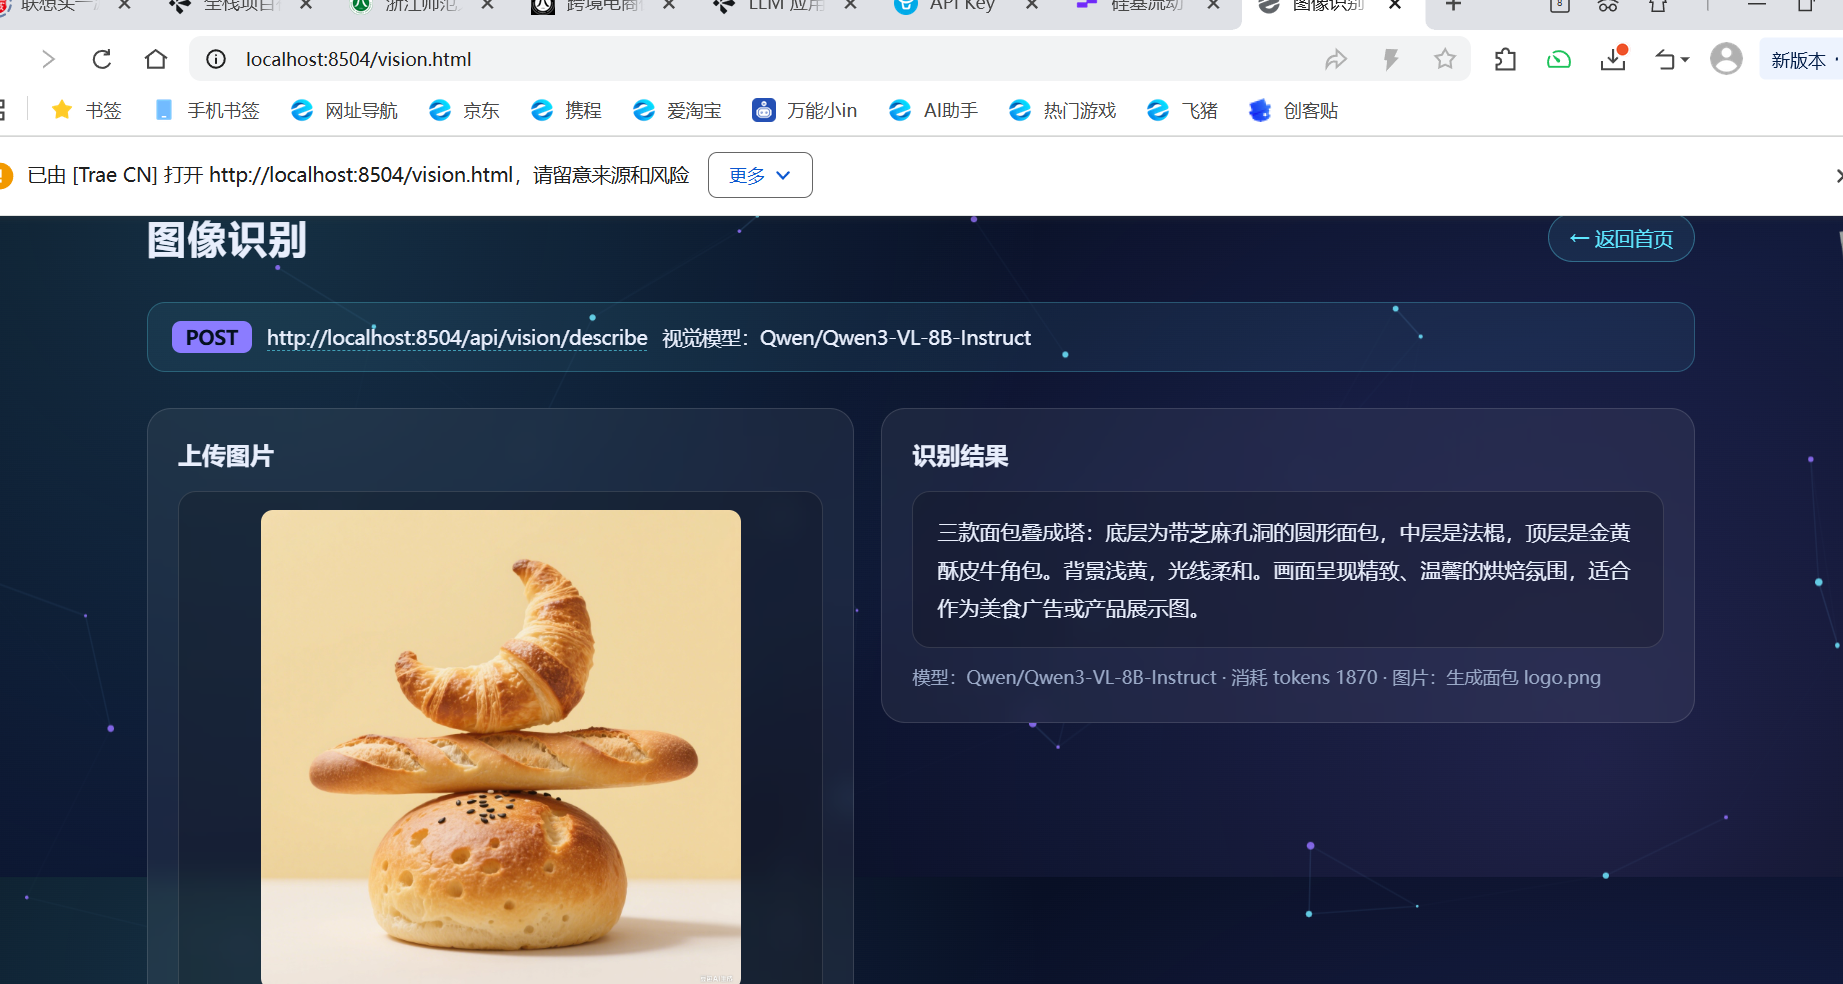 API Key
localhost:8504/vision.html
新版本
书签
手机书签
网址导航
京东
携程
爱淘宝
万能小in
AI助手
热门游戏
飞猪
创客贴
已由 [Trae CN] 打开 http://localhost:8504/vision.html，请留意来源和风险
更多
图像识别
← 返回首页
POST http://localhost:8504/api/vision/describe 视觉模型：Qwen/Qwen3-VL-8B-Instruct
上传图片
识别结果
三款面包叠成塔：底层为带芝麻孔洞的圆形面包，中层是法棍，顶层是金黄
酥皮牛角包。背景浅黄，光线柔和。画面呈现精致、温馨的烘焙氛围，适合
作为美食广告或产品展示图。
模型：Qwen/Qwen3-VL-8B-Instruct · 消耗 tokens 1870 · 图片：生成面包 logo.png